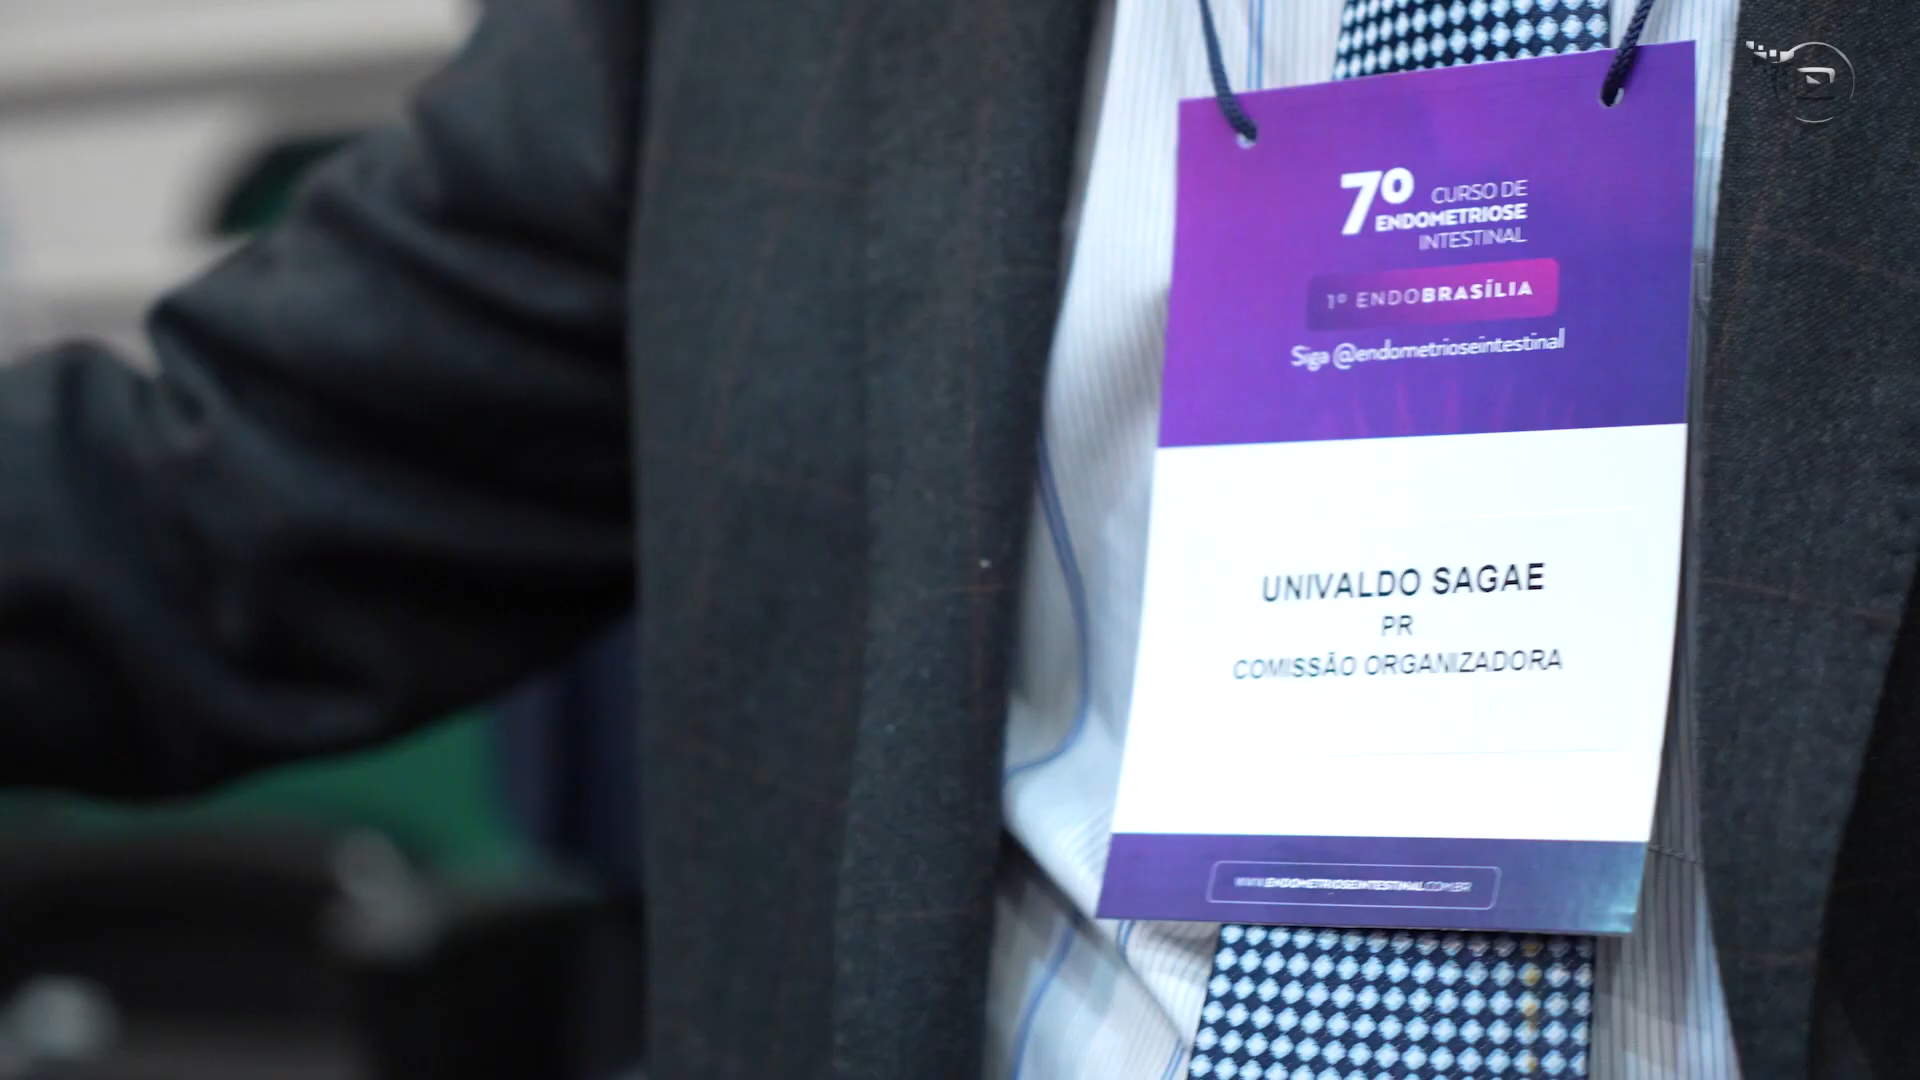 7º CURSO DE
ENDOMETRIOSE
INTESTINAL
1º ENDOBRASÍLIA
Siga @endometrioseintestinal
UNIVALDO SAGAE
PR
COMISSÃO ORGANIZADORA
WWW.ENDOMETRIOSEINTESTINAL.COM.BR